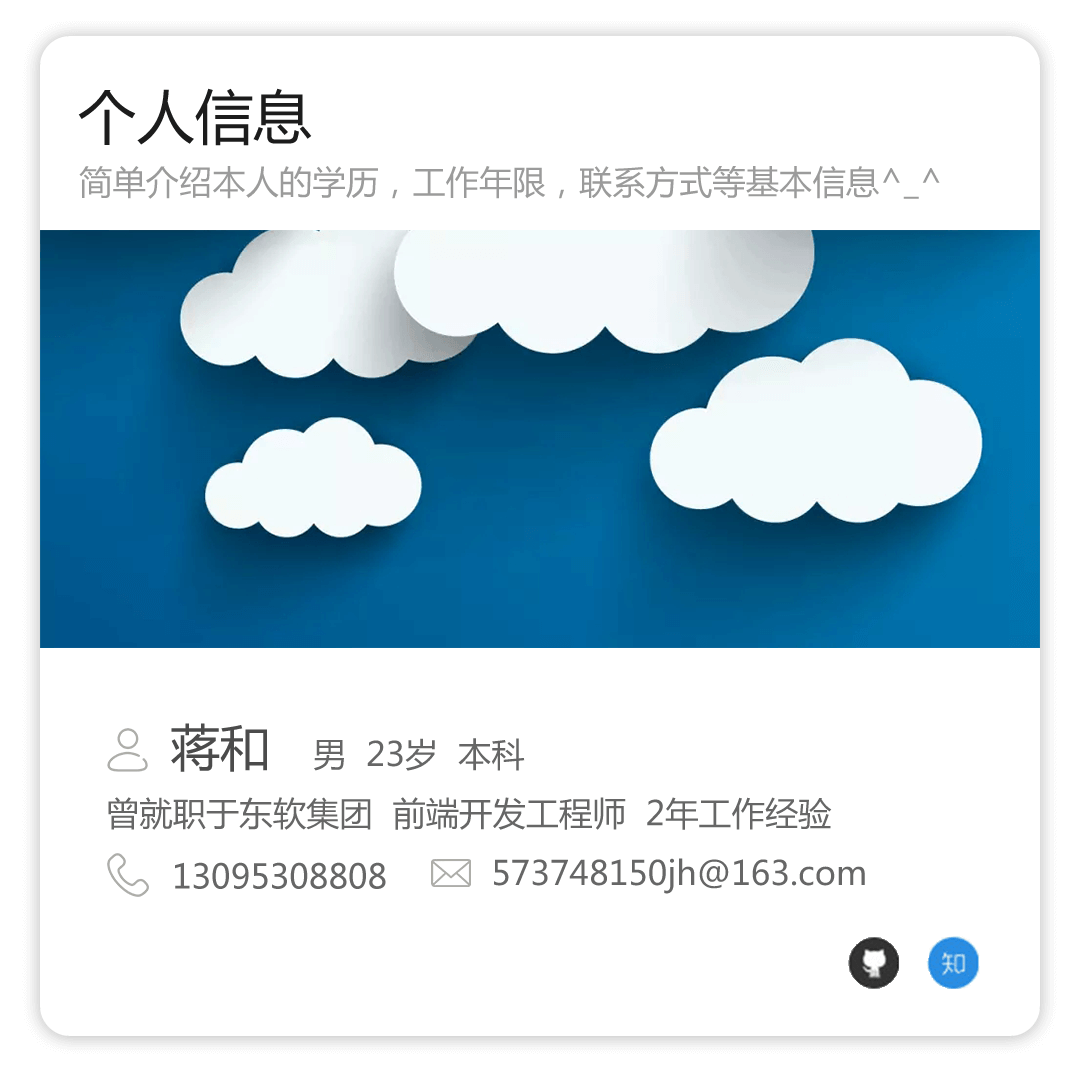 个人信息
简单介绍本人的学历，工作年限，联系方式等基本信息^_^
蒋和 男 23岁 本科
曾就职于东软集团 前端开发工程师 2年工作经验
13095308808 573748150jh@163.com
知